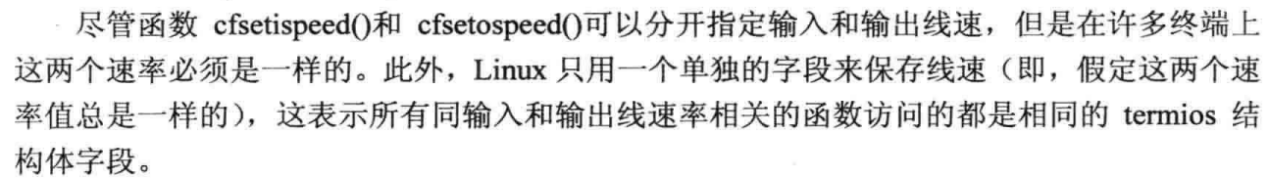 尽管函数 cfsetispeed()和 cfsetospeed()可以分开指定输入和输出线速，但是在许多终端上
这两个速率必须是一样的。此外，Linux 只用一个单独的字段来保存线速（即，假定这两个速
率值总是一样的），这表示所有同输入和输出线速率相关的函数访问的都是相同的 termios 结
构体字段。